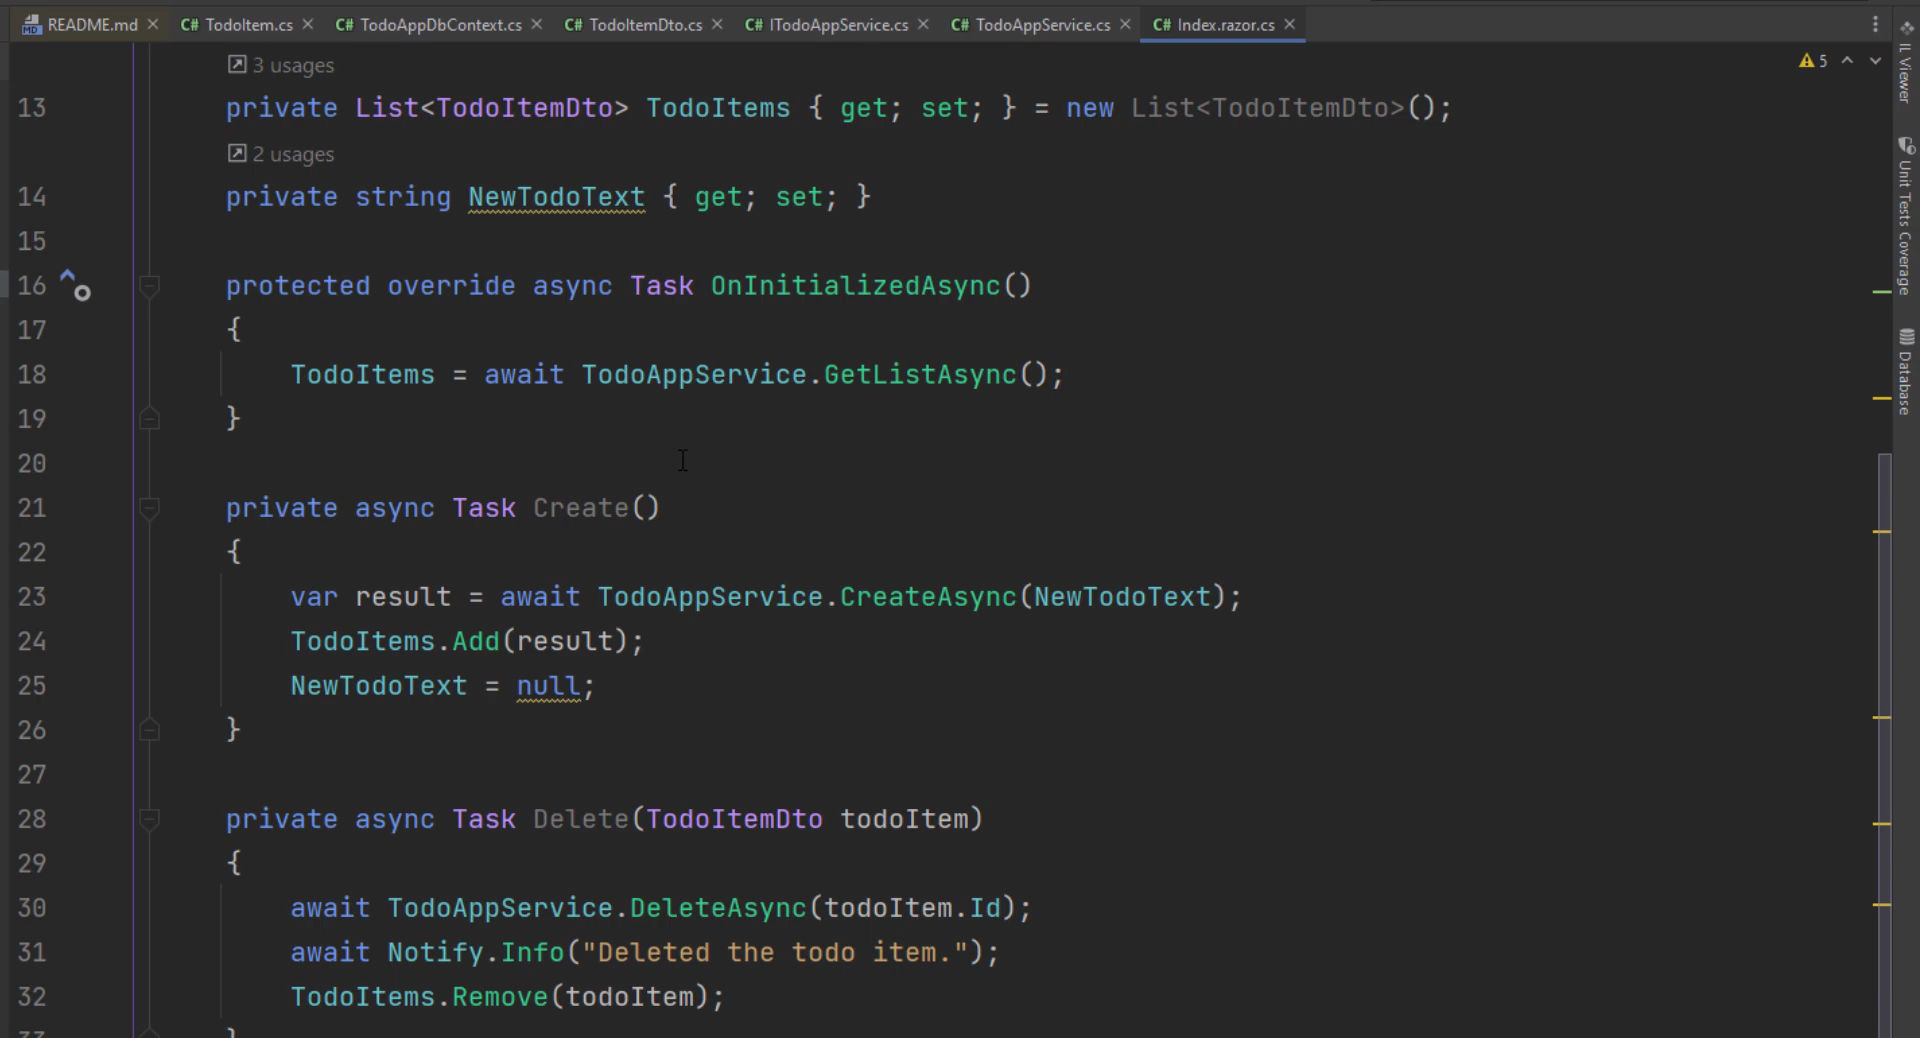 README.md TodoItem.cs TodoAppDbContext.cs TodoItemDto.cs ITodoAppService.cs TodoAppService.cs Index.razor.cs
3 usages
13 private List<TodoItemDto> TodoItems { get; set; } = new List<TodoItemDto>();
2 usages
14 private string NewTodoText { get; set; }
15
16 protected override async Task OnInitializedAsync()
17 {
18 TodoItems = await TodoAppService.GetListAsync();
19 }
20
21 private async Task Create()
22 {
23 var result = await TodoAppService.CreateAsync(NewTodoText);
24 TodoItems.Add(result);
25 NewTodoText = null;
26 }
27
28 private async Task Delete(TodoItemDto todoItem)
29 {
30 await TodoAppService.DeleteAsync(todoItem.Id);
31 await Notify.Info("Deleted the todo item.");
32 TodoItems.Remove(todoItem);
33 }
5
IL Viewer
Unit Tests Coverage
Database